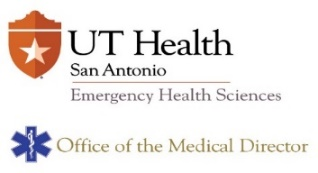 UT Health
San Antonio
Emergency Health Sciences
Office of the Medical Director